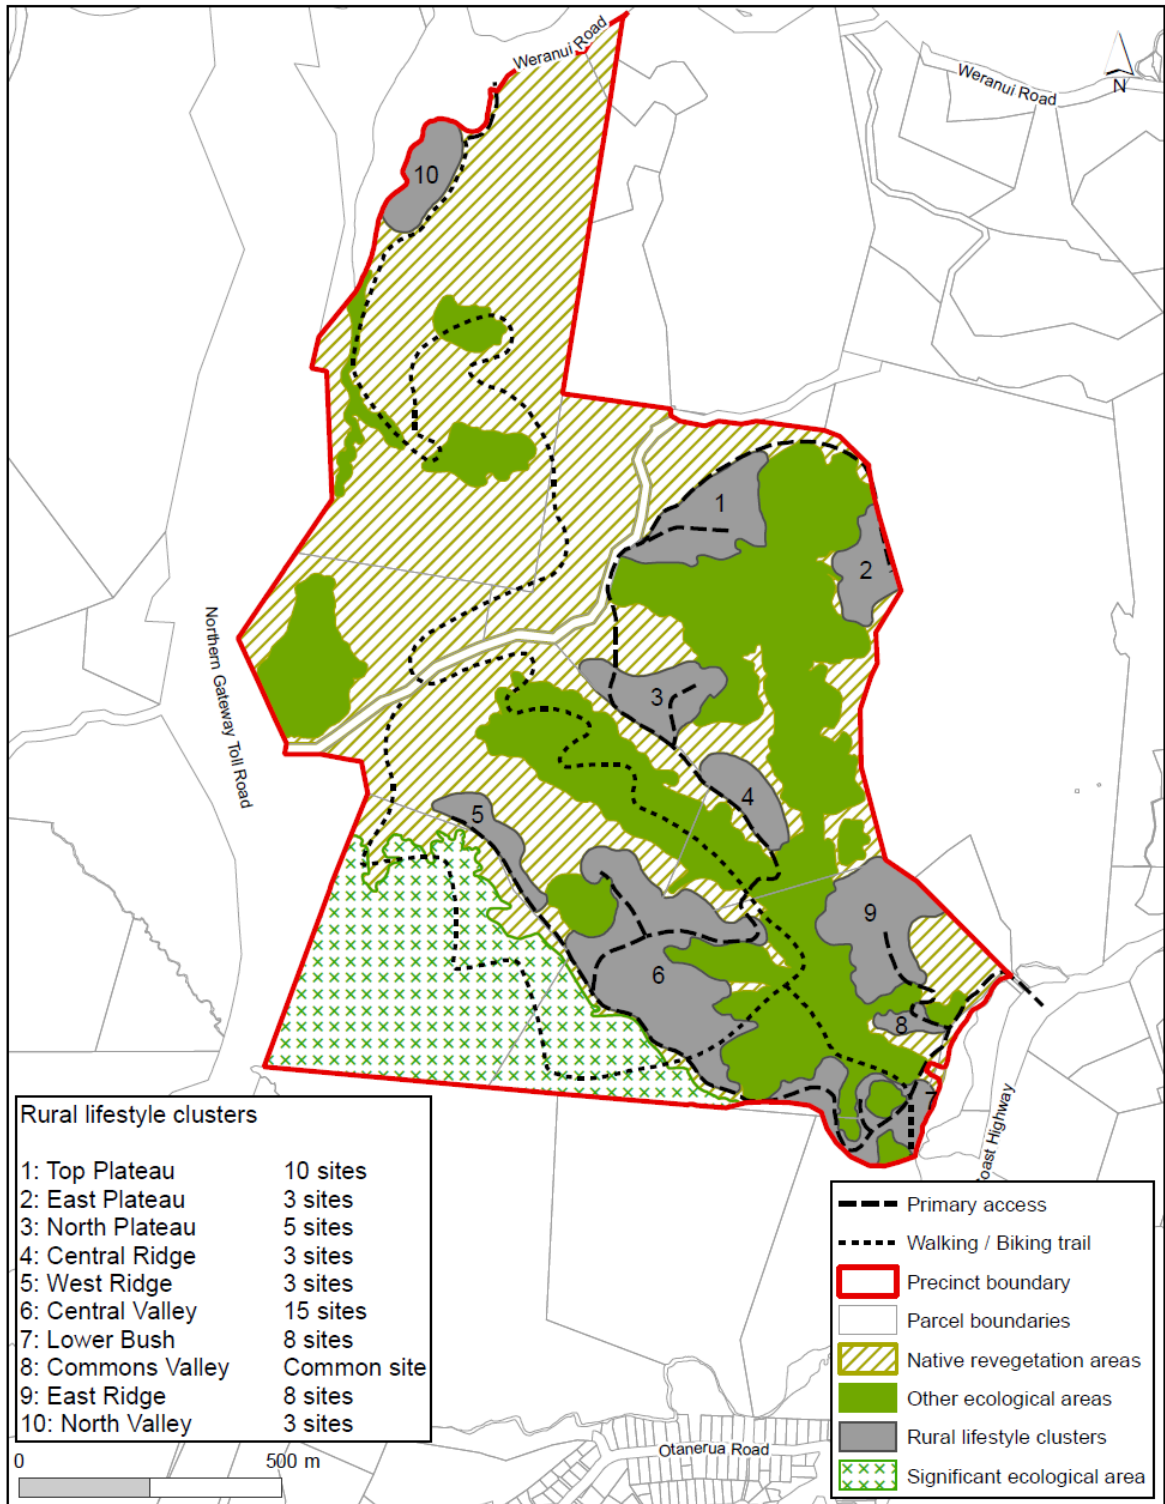 Weranui Road
Weranui Road
N
10
1
2
3
4
5
9
6
8
7
Northern Gateway Toll Road
oast Highway
Rural lifestyle clusters
1: Top Plateau 10 sites
2: East Plateau 3 sites
3: North Plateau 5 sites
4: Central Ridge 3 sites
5: West Ridge 3 sites
6: Central Valley 15 sites
7: Lower Bush 8 sites
8: Commons Valley Common site
9: East Ridge 8 sites
10: North Valley 3 sites
0 500 m
Primary access
Walking / Biking trail
Precinct boundary
Parcel boundaries
Native revegetation areas
Other ecological areas
Rural lifestyle clusters
Significant ecological area
Otanerua Road